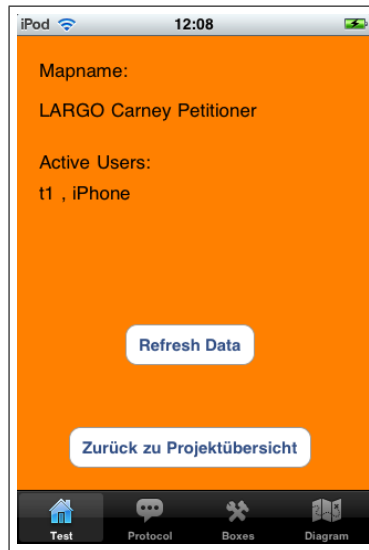 iPod 12:08
Mapname:
LARGO Carney Petitioner
Active Users:
t1 , iPhone
Refresh Data
Zurück zu Projektübersicht
Test Protocol Boxes Diagram